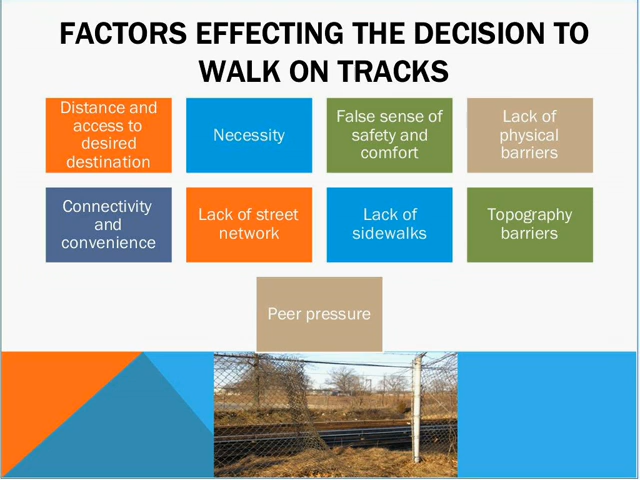 FACTORS EFFECTING THE DECISION TO
WALK ON TRACKS
Distance and
access to
desired
destination
Necessity
False sense of
safety and
comfort
Lack of
physical
barriers
Connectivity
and
convenience
Lack of street
network
Lack of
sidewalks
Topography
barriers
Peer pressure